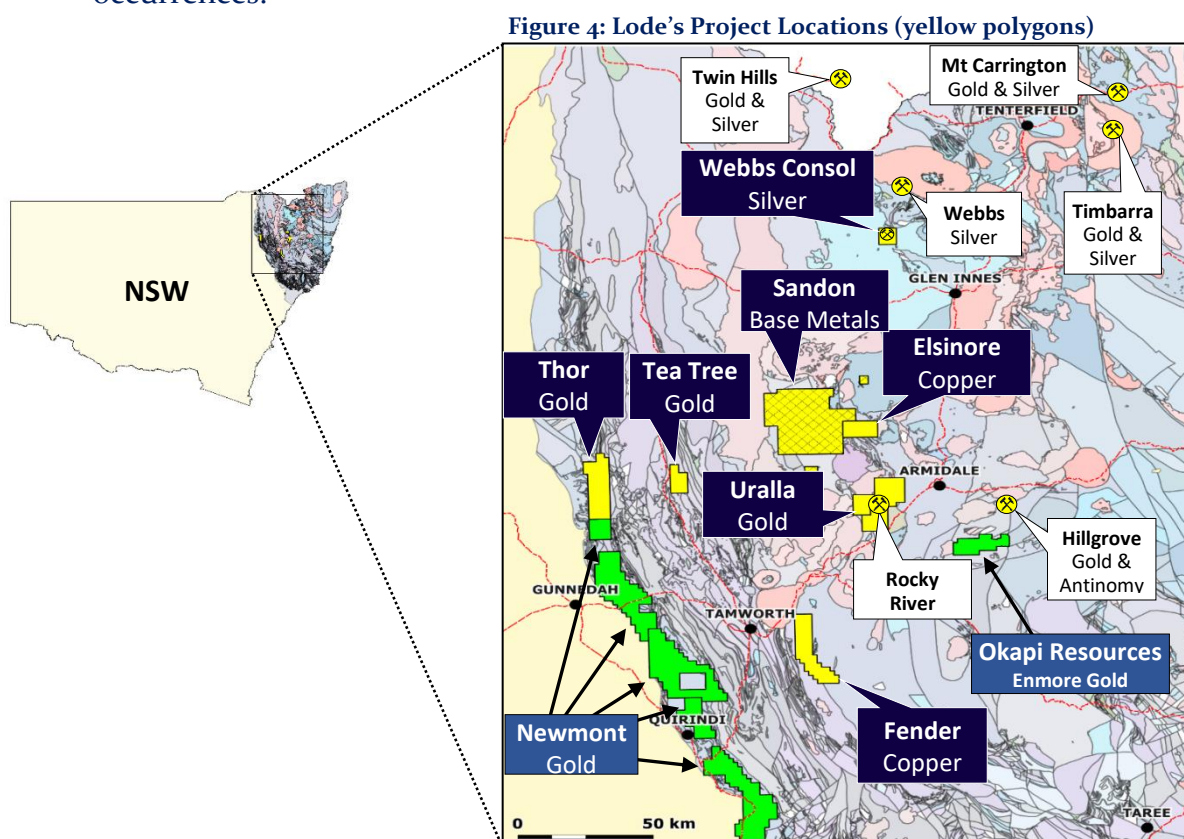 occurrences.
Figure 4: Lode's Project Locations (yellow polygons)
Twin Hills
Gold &
Silver
Mt Carrington
Gold & Silver
TENTERFIELD
Webbs Consol
Silver
Webbs
Silver
Timbarra
Gold &
Silver
NSW
GLEN INNES
Sandon
Base Metals
Elsinore
Copper
Thor
Gold
Tea Tree
Gold
ARMIDALE
Uralla
Gold
Hillgrove
Gold &
Antinomy
Rocky
River
GUNNEDAH
TAMWORTH
Okapi Resources
Enmore Gold
QUIRINDI
Newmont
Gold
Fender
Copper
TAREE
0 50 km